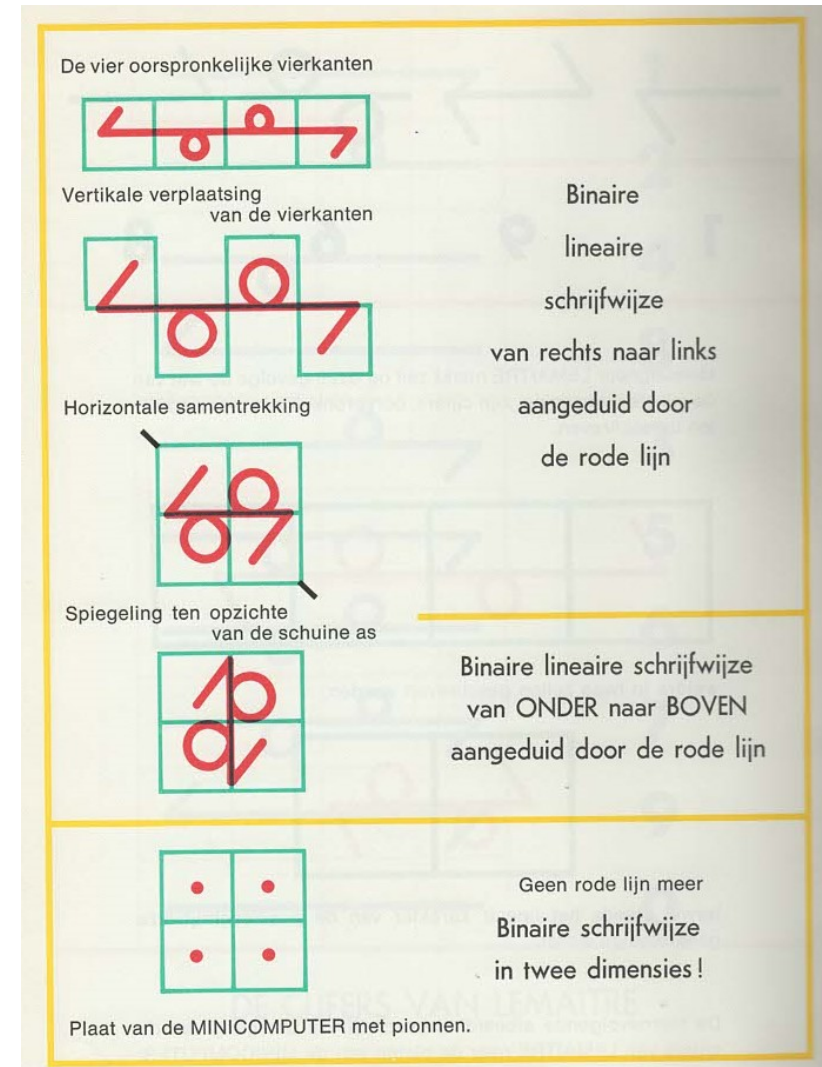 De vier oorspronkelijke vierkanten
Vertikale verplaatsing
van de vierkanten
Binaire
lineaire
schrijfwijze
van rechts naar links
aangeduid door
de rode lijn
Horizontale samentrekking
Spiegeling ten opzichte
van de schuine as
Binaire lineaire schrijfwijze
van ONDER naar BOVEN
aangeduid door de rode lijn
Geen rode lijn meer
Binaire schrijfwijze
in twee dimensies !
Plaat van de MINICOMPUTER met pionnen.